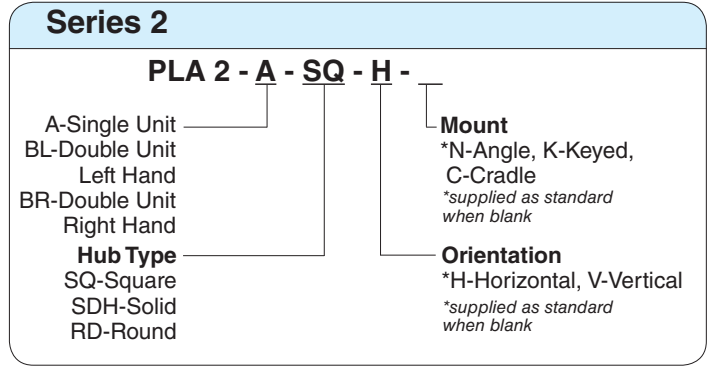 Series 2
PLA 2 - A - SQ - H - __
A-Single Unit
BL-Double Unit
Left Hand
BR-Double Unit
Right Hand
Hub Type
SQ-Square
SDH-Solid
RD-Round
Mount
*N-Angle, K-Keyed,
C-Cradle
*supplied as standard
when blank
Orientation
*H-Horizontal, V-Vertical
*supplied as standard
when blank